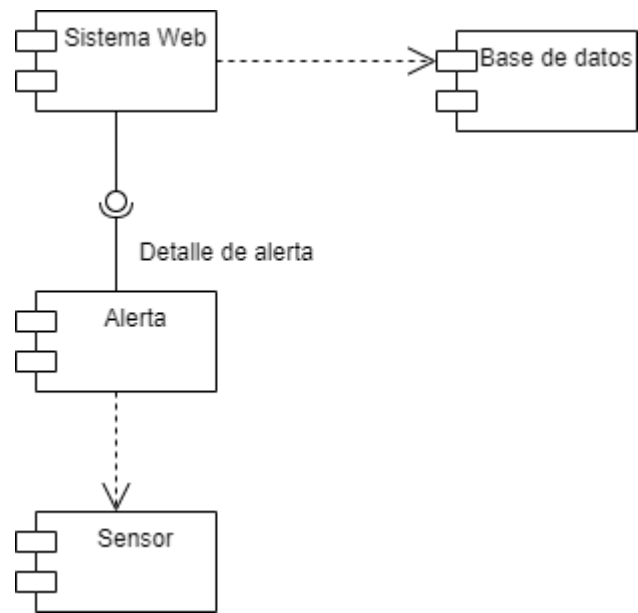 Sistema Web
Base de datos
Detalle de alerta
Alerta
Sensor